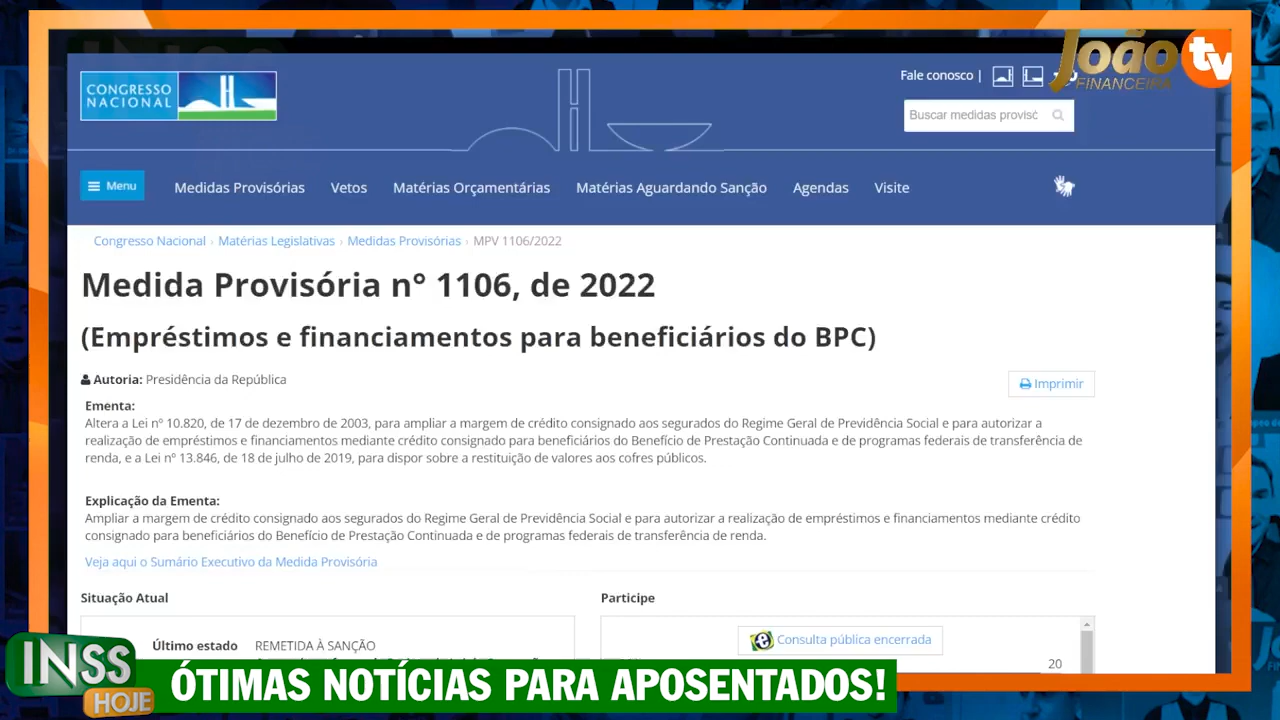 João
FINANCEIRA
tv
CONGRESSO
NACIONAL
Fale conosco |
Buscar medidas provisó
Menu
Medidas Provisórias
Vetos
Matérias Orçamentárias
Matérias Aguardando Sanção
Agendas
Visite
Congresso Nacional › Matérias Legislativas › Medidas Provisórias › MPV 1106/2022
Medida Provisória n° 1106, de 2022
(Empréstimos e financiamentos para beneficiários do BPC)
Autoria: Presidência da República
Imprimir
Ementa:
Altera a Lei nº 10.820, de 17 de dezembro de 2003, para ampliar a margem de crédito consignado aos segurados do Regime Geral de Previdência Social e para autorizar a
realização de empréstimos e financiamentos mediante crédito consignado para beneficiários do Benefício de Prestação Continuada e de programas federais de transferência de
renda, e a Lei nº 13.846, de 18 de julho de 2019, para dispor sobre a restituição de valores aos cofres públicos.
Explicação da Ementa:
Ampliar a margem de crédito consignado aos segurados do Regime Geral de Previdência Social e para autorizar a realização de empréstimos e financiamentos mediante crédito
consignado para beneficiários do Benefício de Prestação Continuada e de programas federais de transferência de renda.
Veja aqui o Sumário Executivo da Medida Provisória
Situação Atual
Participe
Último estado REMETIDA À SANÇÃO
Consulta pública encerrada
20
INSS
HOJE
ÓTIMAS NOTÍCIAS PARA APOSENTADOS!